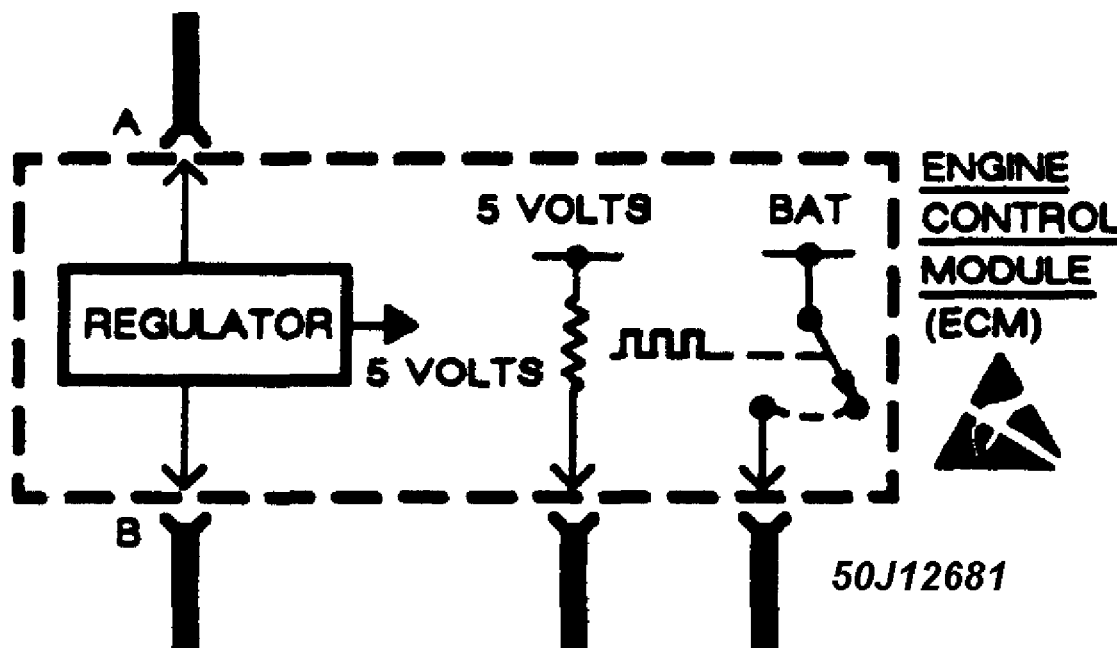 A
ENGINE
CONTROL
MODULE
(ECM)
5 VOLTS
BAT
REGULATOR
5 VOLTS
B
50J12681